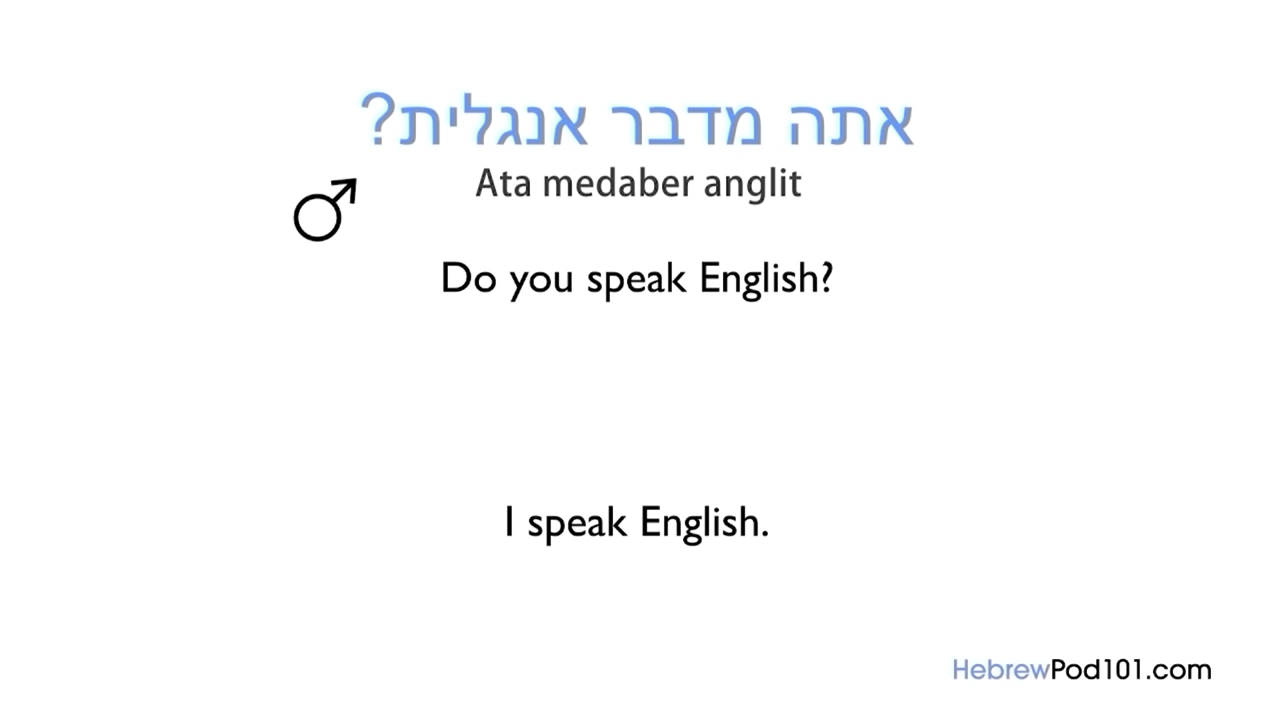 אתה מדבר אנגלית?
Ata medaber anglit
Do you speak English?
I speak English.
HebrewPod101.com